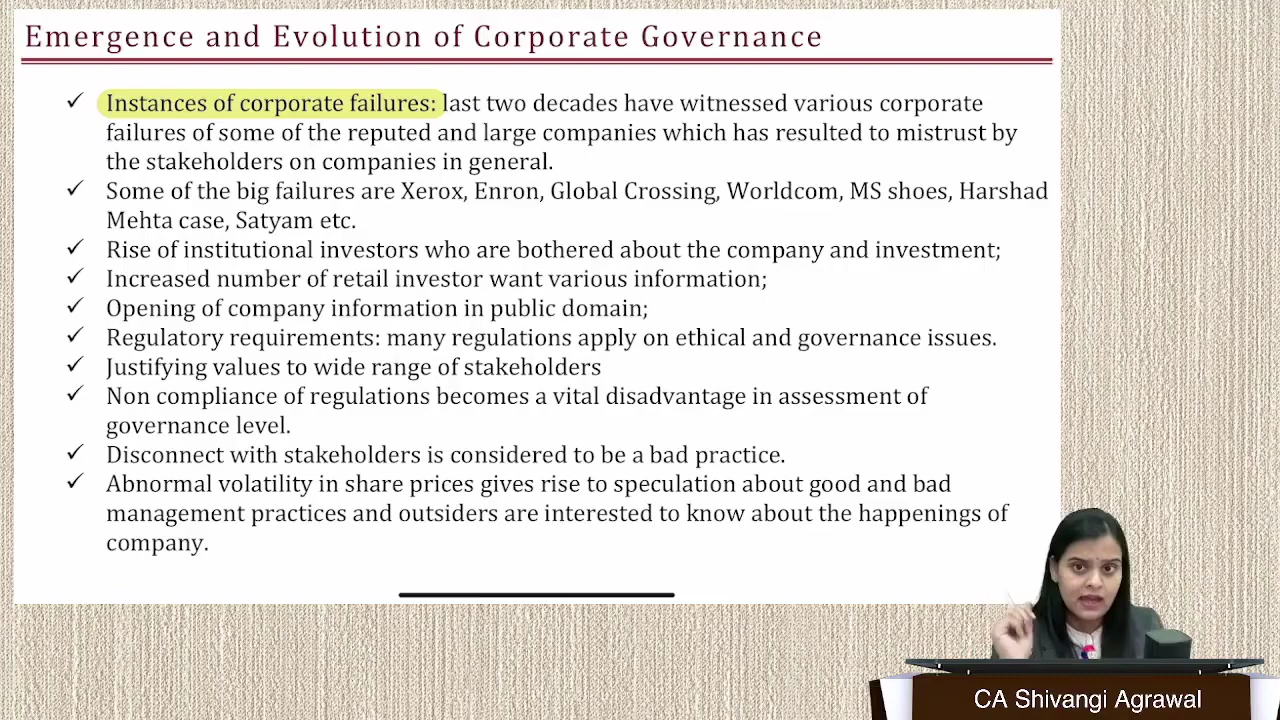 Emergence and Evolution of Corporate Governance
✓ Instances of corporate failures: last two decades have witnessed various corporate
failures of some of the reputed and large companies which has resulted to mistrust by
the stakeholders on companies in general.
✓ Some of the big failures are Xerox, Enron, Global Crossing, Worldcom, MS shoes, Harshad
Mehta case, Satyam etc.
✓ Rise of institutional investors who are bothered about the company and investment;
✓ Increased number of retail investor want various information;
✓ Opening of company information in public domain;
✓ Regulatory requirements: many regulations apply on ethical and governance issues.
✓ Justifying values to wide range of stakeholders
✓ Non compliance of regulations becomes a vital disadvantage in assessment of
governance level.
✓ Disconnect with stakeholders is considered to be a bad practice.
✓ Abnormal volatility in share prices gives rise to speculation about good and bad
management practices and outsiders are interested to know about the happenings of
company.
CA Shivangi Agrawal